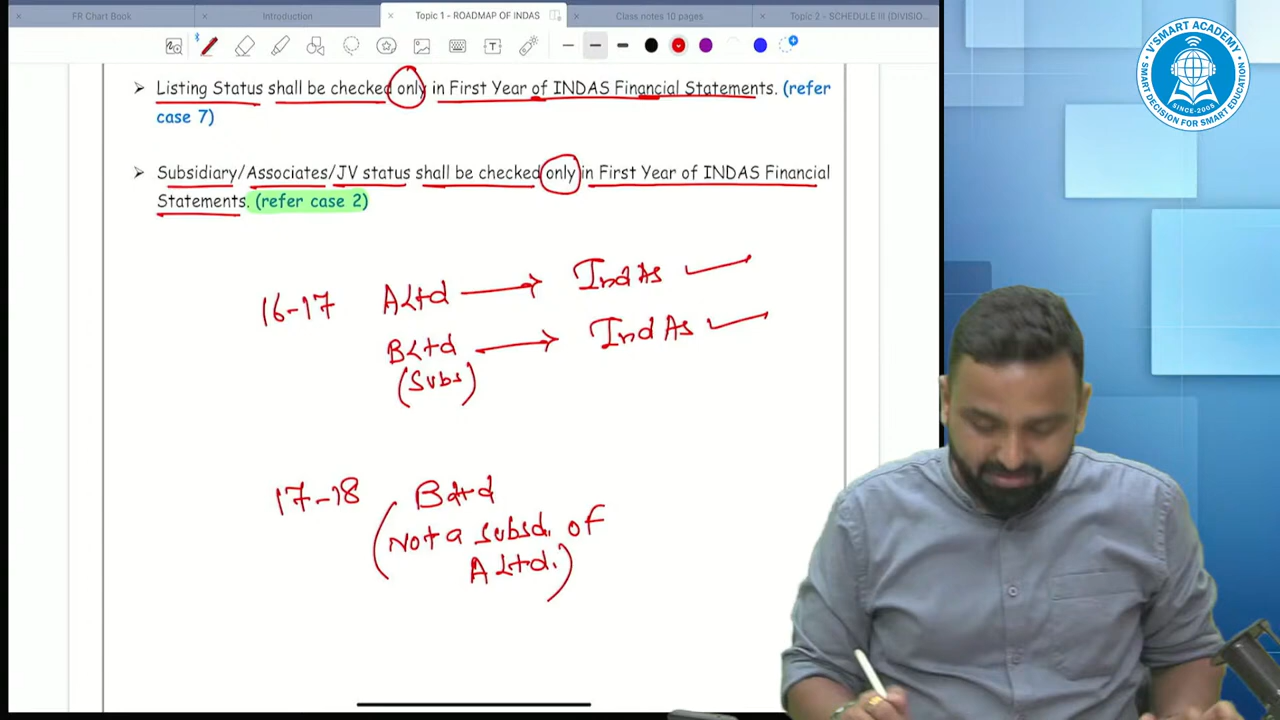 FR Chart Book
Introduction
Topic 1 - ROADMAP OF INDAS
Class notes 10 pages
Topic 2 - SCHEDULE III (DIVISIO...
Listing Status shall be checked only in First Year of INDAS Financial Statements. (refer
case 7)
Subsidiary/Associates/JV status shall be checked only in First Year of INDAS Financial
Statements. (refer case 2)
16-17 A Ltd → Ind As
B Ltd → Ind As
(Subs)
17-18 B Ltd
(Not a subsd. of
A Ltd.)
V'SMART ACADEMY
SMART DECISION FOR SMART EDUCATION
SINCE-2005